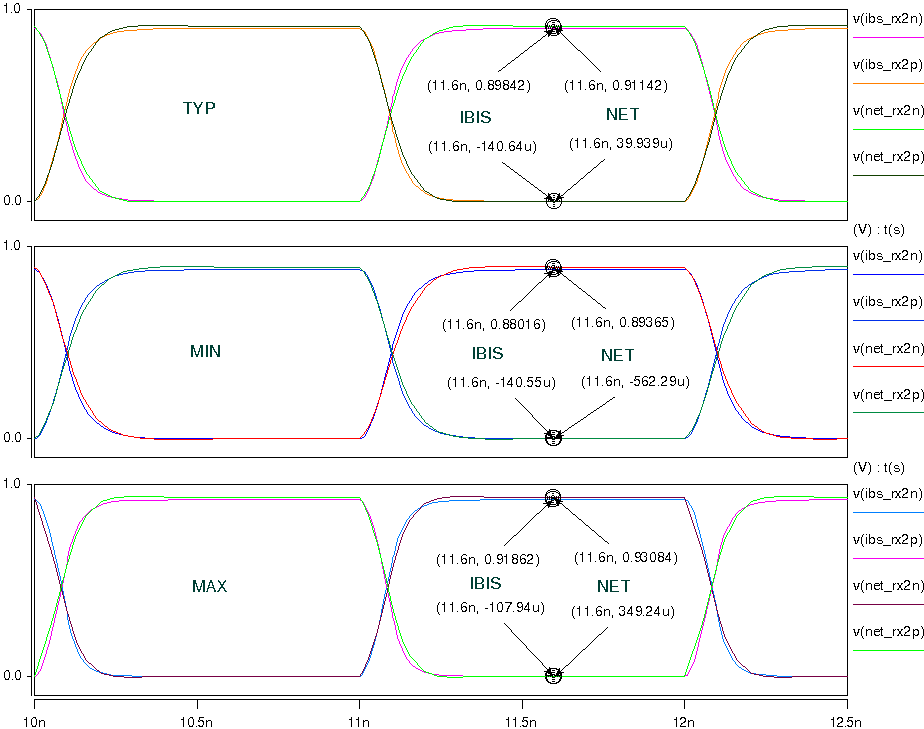 1.0
v(ibs_rx2n)
(11.6n, 0.89842)
(11.6n, 0.91142)
v(ibs_rx2p)
TYP
IBIS
NET
v(net_rx2n)
(11.6n, -140.64u)
(11.6n, 39.939u)
v(net_rx2p)
0.0
(V) : t(s)
1.0
v(ibs_rx2n)
v(ibs_rx2p)
(11.6n, 0.88016)
(11.6n, 0.89365)
MIN
IBIS
NET
v(net_rx2n)
(11.6n, -140.55u)
(11.6n, -562.29u)
v(net_rx2p)
0.0
(V) : t(s)
1.0
v(ibs_rx2n)
v(ibs_rx2p)
(11.6n, 0.91862)
(11.6n, 0.93084)
MAX
IBIS
NET
v(net_rx2n)
(11.6n, -107.94u)
(11.6n, 349.24u)
v(net_rx2p)
0.0
10n
10.5n
11n
11.5n
12n
12.5n